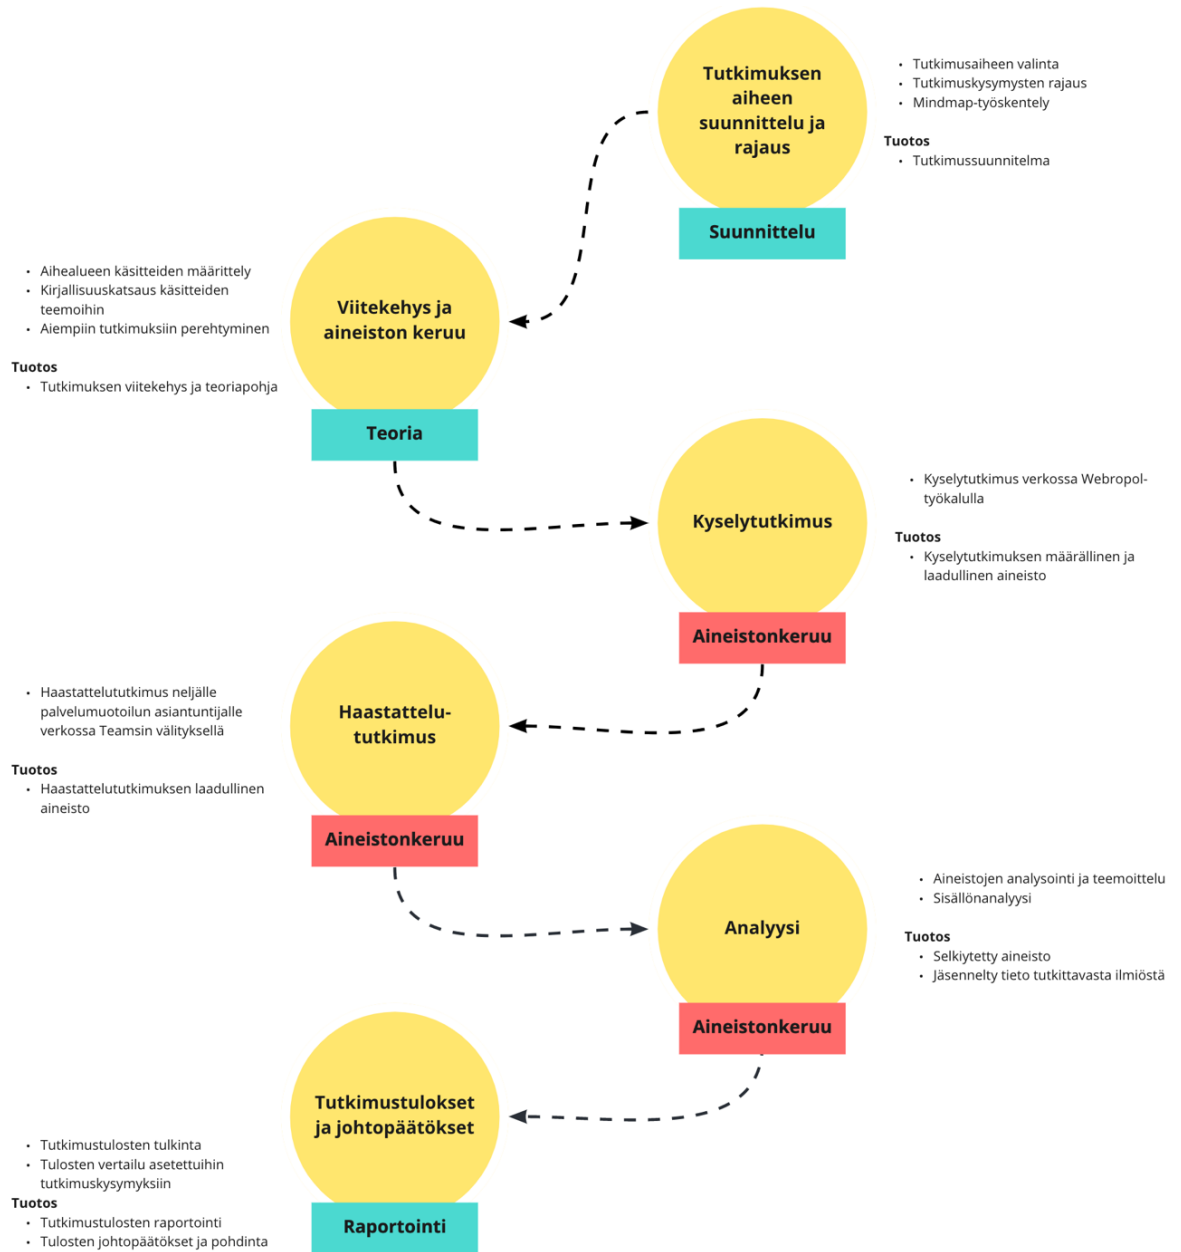 Tutkimuksen
aiheen
suunnittelu ja
rajaus
Suunnittelu
• Tutkimusaiheen valinta
• Tutkimuskysymysten rajaus
• Mindmap-työskentely
Tuotos
• Tutkimussuunnitelma
• Aihealueen käsitteiden määrittely
• Kirjallisuuskatsaus käsitteiden
teemoihin
• Aiempiin tutkimuksiin perehtyminen
Tuotos
• Tutkimuksen viitekehys ja teoriapohja
Viitekehys ja
aineiston keruu
Teoria
Kyselytutkimus
Aineistonkeruu
• Kyselytutkimus verkossa Webropol-
työkalulla
Tuotos
• Kyselytutkimuksen määrällinen ja
laadullinen aineisto
• Haastattelututkimus neljälle
palvelumuotoilun asiantuntijalle
verkossa Teamsin välityksellä
Tuotos
• Haastattelututkimuksen laadullinen
aineisto
Haastattelu-
tutkimus
Aineistonkeruu
Analyysi
Aineistonkeruu
• Aineistojen analysointi ja teemoittelu
• Sisällönanalyysi
Tuotos
• Selkiytetty aineisto
• Jäsennelty tieto tutkittavasta ilmiöstä
• Tutkimustulosten tulkinta
• Tulosten vertailu asetettuihin
tutkimuskysymyksiin
Tuotos
• Tutkimustulosten raportointi
• Tulosten johtopäätökset ja pohdinta
Tutkimustulokset
ja johtopäätökset
Raportointi